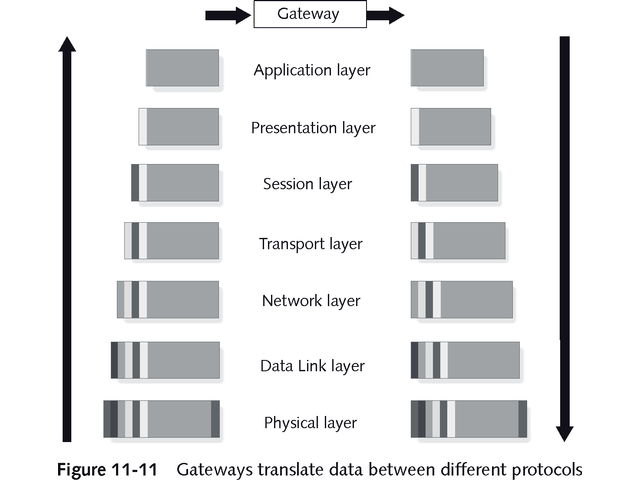 Gateway
Application layer
Presentation layer
Session layer
Transport layer
Network layer
Data Link layer
Physical layer
Figure 11-11 Gateways translate data between different protocols